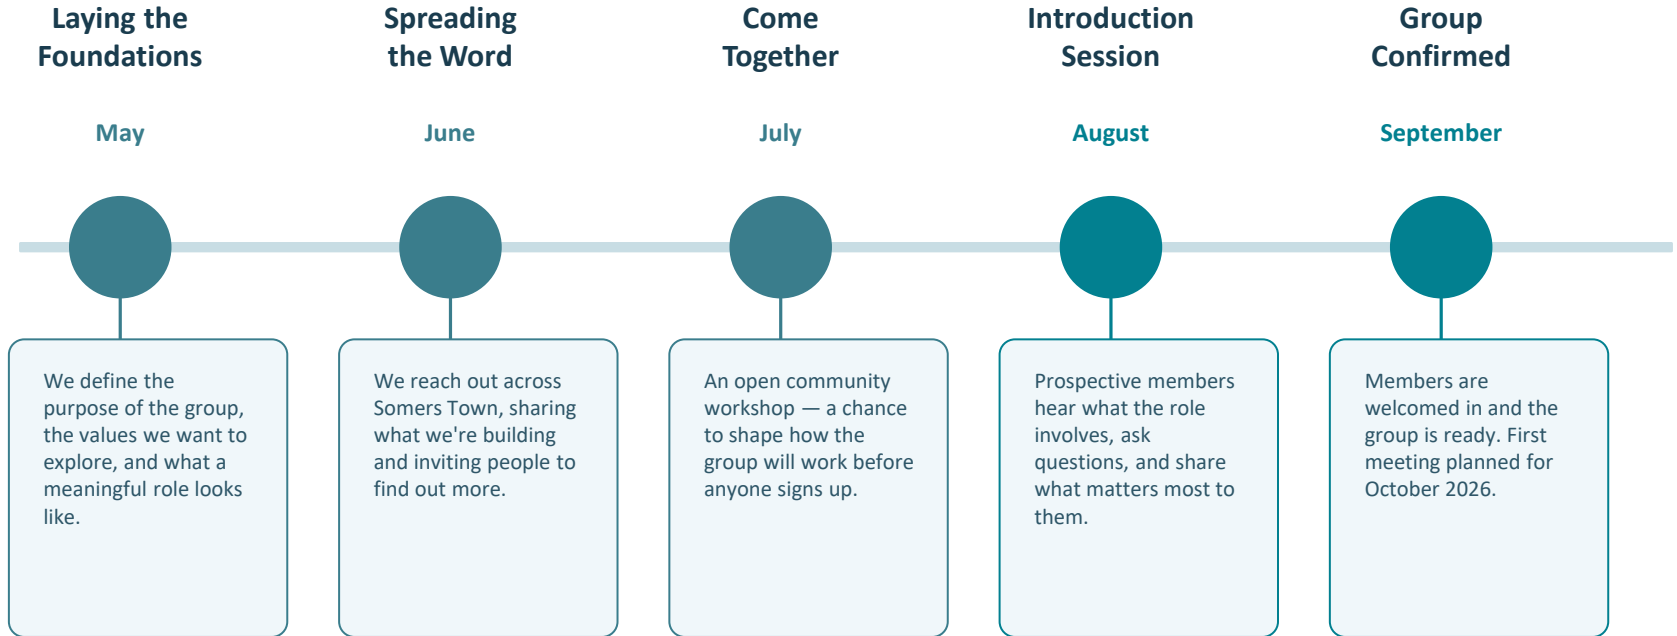 Laying the
Foundations
Spreading
the Word
Come
Together
Introduction
Session
Group
Confirmed
May
June
July
August
September
We define the
purpose of the group,
the values we want to
explore, and what a
meaningful role looks
like.
We reach out across
Somers Town, sharing
what we're building
and inviting people to
find out more.
An open community
workshop — a chance
to shape how the
group will work before
anyone signs up.
Prospective members
hear what the role
involves, ask
questions, and share
what matters most to
them.
Members are
welcomed in and the
group is ready. First
meeting planned for
October 2026.